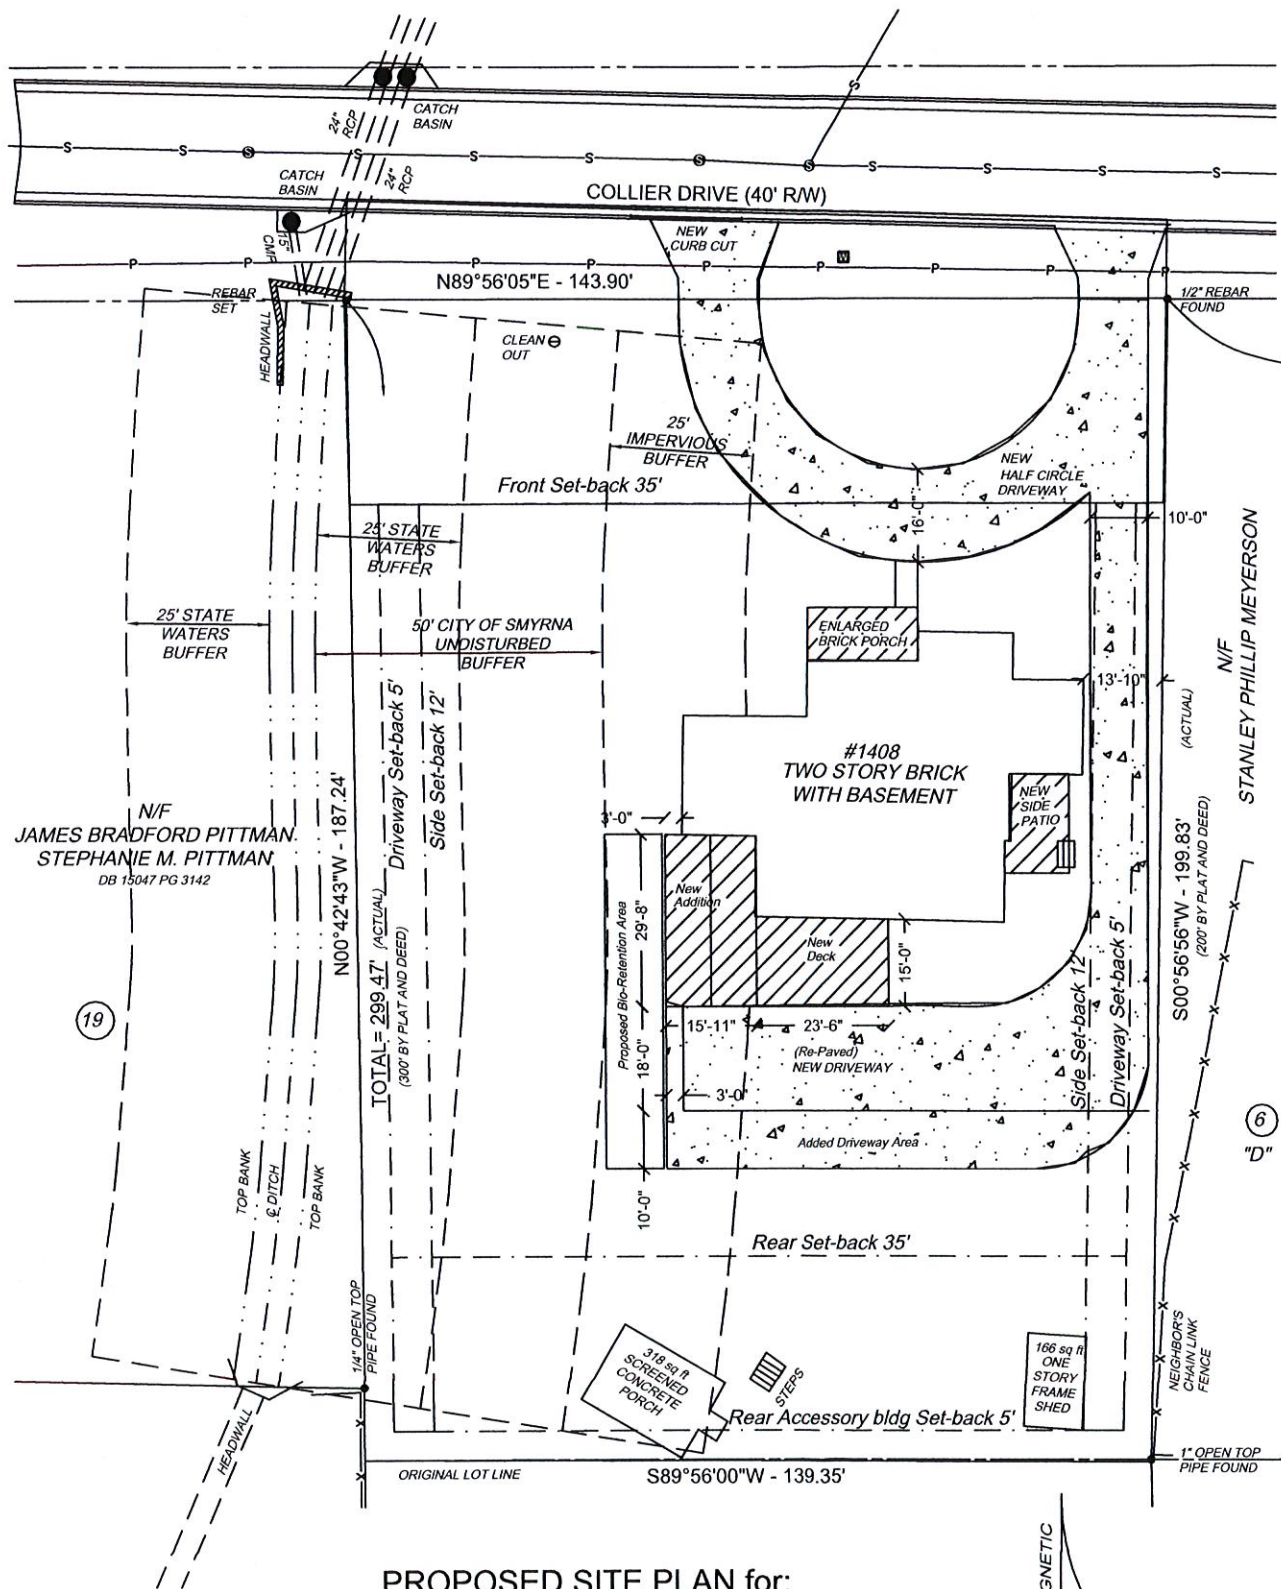 S
CATCH
BASIN
24"
RCP
S S S S S S S S S S S
CATCH
BASIN
24"
RCP
COLLIER DRIVE (40' R/W)
15"
CMP
NEW
CURB CUT
W
P P P P P P P P P
N89°56'05"E - 143.90'
REBAR
SET
1/2" REBAR
FOUND
HEADWALL
CLEAN
OUT
25'
IMPERVIOUS
BUFFER
NEW
HALF CIRCLE
DRIVEWAY
Front Set-back 35'
16'-0"
10'-0"
25' STATE
WATERS
BUFFER
25' STATE
WATERS
BUFFER
50' CITY OF SMYRNA
UNDISTURBED
BUFFER
ENLARGED
BRICK PORCH
13'-10"
(ACTUAL)
N/F
STANLEY PHILLIP MEYERSON
Driveway Set-back 5'
Side Set-back 12'
#1408
TWO STORY BRICK
WITH BASEMENT
NEW
SIDE
PATIO
N/F
JAMES BRADFORD PITTMAN
STEPHANIE M. PITTMAN
DB 15047 PG 3142
N00°42'43"W - 187.24'
TOTAL= 299.47' (ACTUAL)
(300' BY PLAT AND DEED)
3'-0"
New
Addition
29'-8"
Proposed Bio-Retention Area
New
Deck
15'-0"
S00°56'56"W - 199.83'
(200' BY PLAT AND DEED)
19
15'-11"
23'-6"
18'-0"
(Re-Paved)
NEW DRIVEWAY
3'-0"
Side Set-back 12'
Driveway Set-back 5'
Added Driveway Area
10'-0"
6
"D"
TOP BANK
℄ DITCH
TOP BANK
Rear Set-back 35'
1/4" OPEN TOP
PIPE FOUND
318 sq ft
SCREENED
CONCRETE
PORCH
STEPS
166 sq ft
ONE
STORY
FRAME
SHED
NEIGHBOR'S
CHAIN LINK
FENCE
X X X X X X X X X X
Rear Accessory bldg Set-back 5'
HEADWALL
X
X
ORIGINAL LOT LINE
S89°56'00"W - 139.35'
1" OPEN TOP
PIPE FOUND
PROPOSED SITE PLAN for:
GNETIC